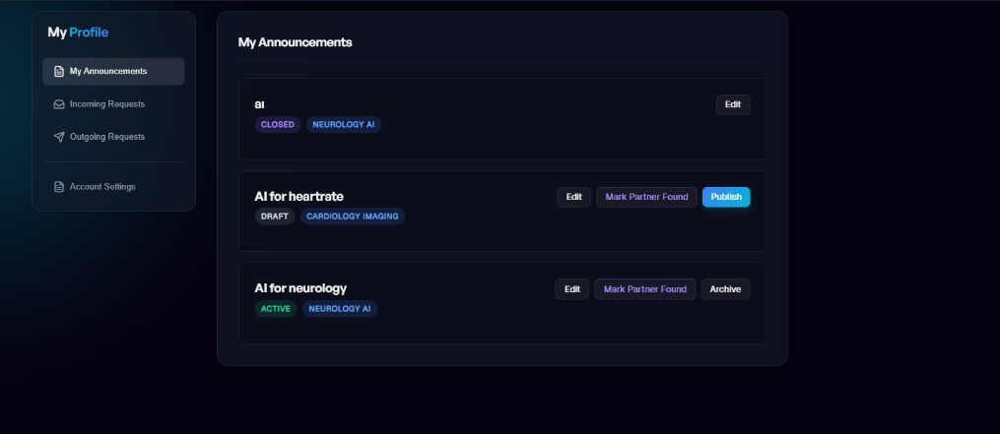 My Profile
My Announcements
Incoming Requests
Outgoing Requests
Account Settings
My Announcements
ai
Edit
CLOSED NEUROLOGY AI
AI for heartrate
Edit Mark Partner Found Publish
DRAFT CARDIOLOGY IMAGING
AI for neurology
Edit Mark Partner Found Archive
ACTIVE NEUROLOGY AI